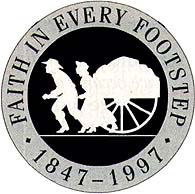 FAITH IN EVERY FOOTSTEP
• 1847-1997 •